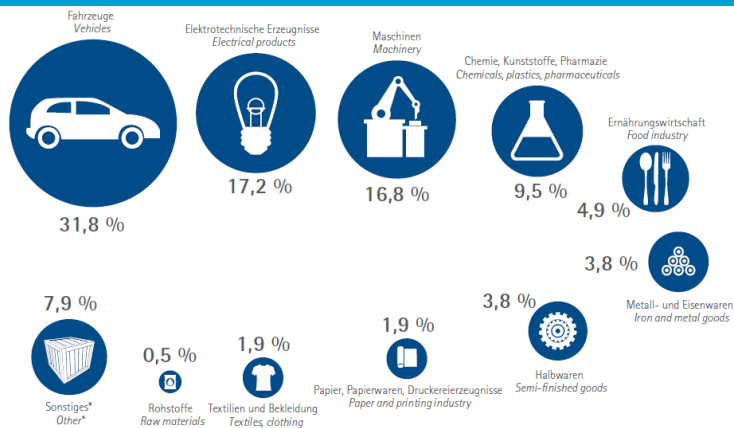 Fahrzeuge
Vehicles
31,8 %
Elektrotechnische Erzeugnisse
Electrical products
17,2 %
Maschinen
Machinery
16,8 %
Chemie, Kunststoffe, Pharmazie
Chemicals, plastics, pharmaceuticals
9,5 %
Ernährungswirtschaft
Food industry
4,9 %
3,8 %
Metall- und Eisenwaren
Iron and metal goods
3,8 %
Halbwaren
Semi-finished goods
1,9 %
Papier, Papierwaren, Druckereierzeugnisse
Paper and printing industry
1,9 %
Textilien und Bekleidung
Textiles, clothing
0,5 %
Rohstoffe
Raw materials
7,9 %
Sonstiges*
Other*